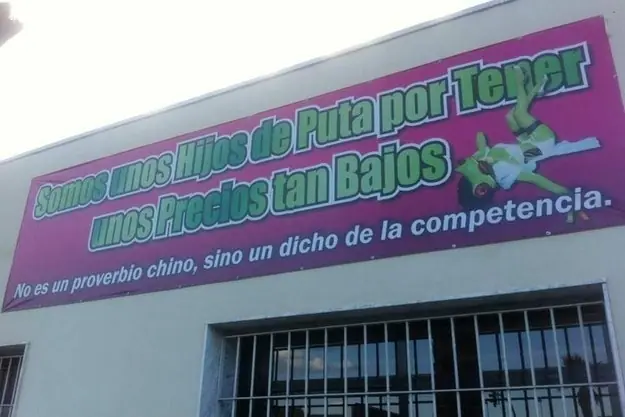 Somos unos Hijos de Puta por Tener
unos Precios tan Bajos
No es un proverbio chino, sino un dicho de la competencia.